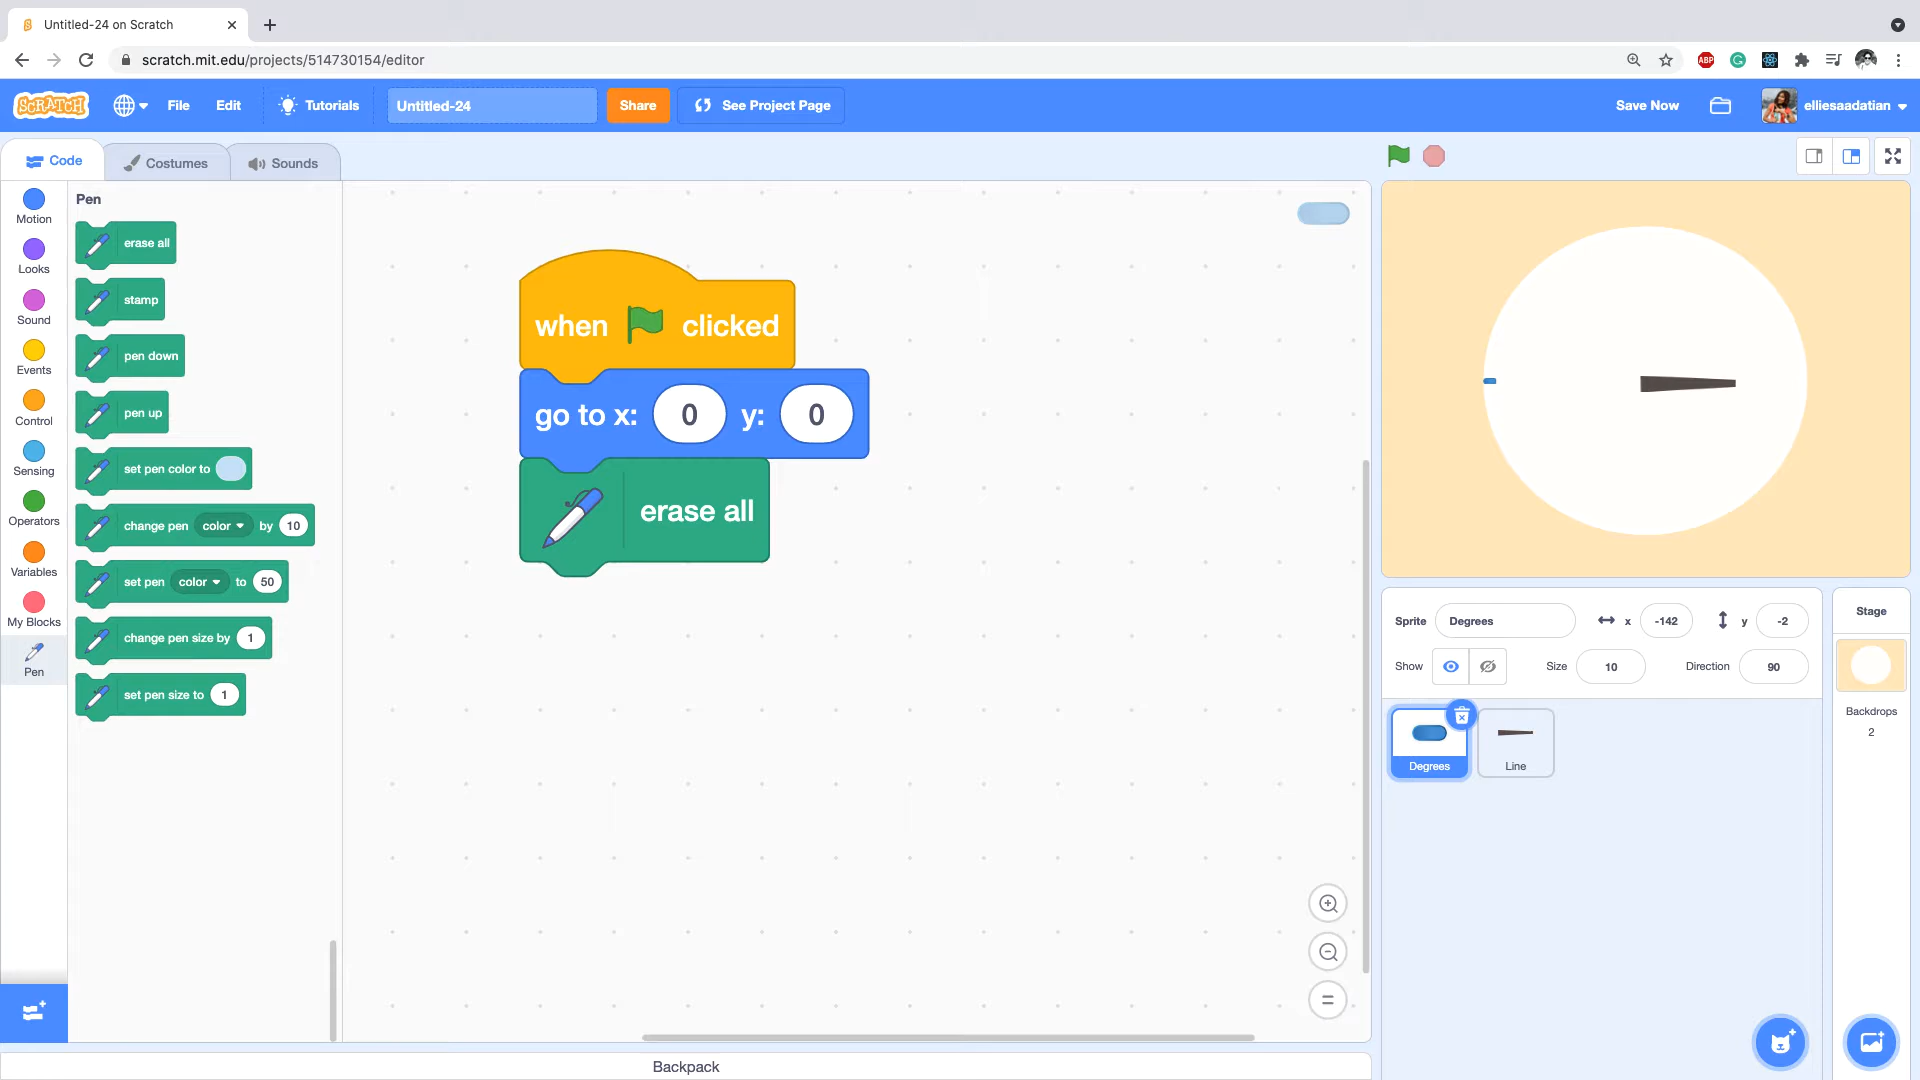 Untitled-24 on Scratch
scratch.mit.edu/projects/514730154/editor
ABP
SCRATCH
File
Edit
Tutorials
Untitled-24
Share
See Project Page
Save Now
elliesaadatian
Code
Costumes
Sounds
Motion
Looks
Sound
Events
Control
Sensing
Operators
Variables
My Blocks
Pen
Pen
erase all
stamp
pen down
pen up
set pen color to
change pen color by 10
set pen color to 50
change pen size by 1
set pen size to 1
when clicked
go to x: 0 y: 0
erase all
Sprite Degrees x -142 y -2
Show Size 10 Direction 90
Degrees
Line
Stage
Backdrops
2
Backpack